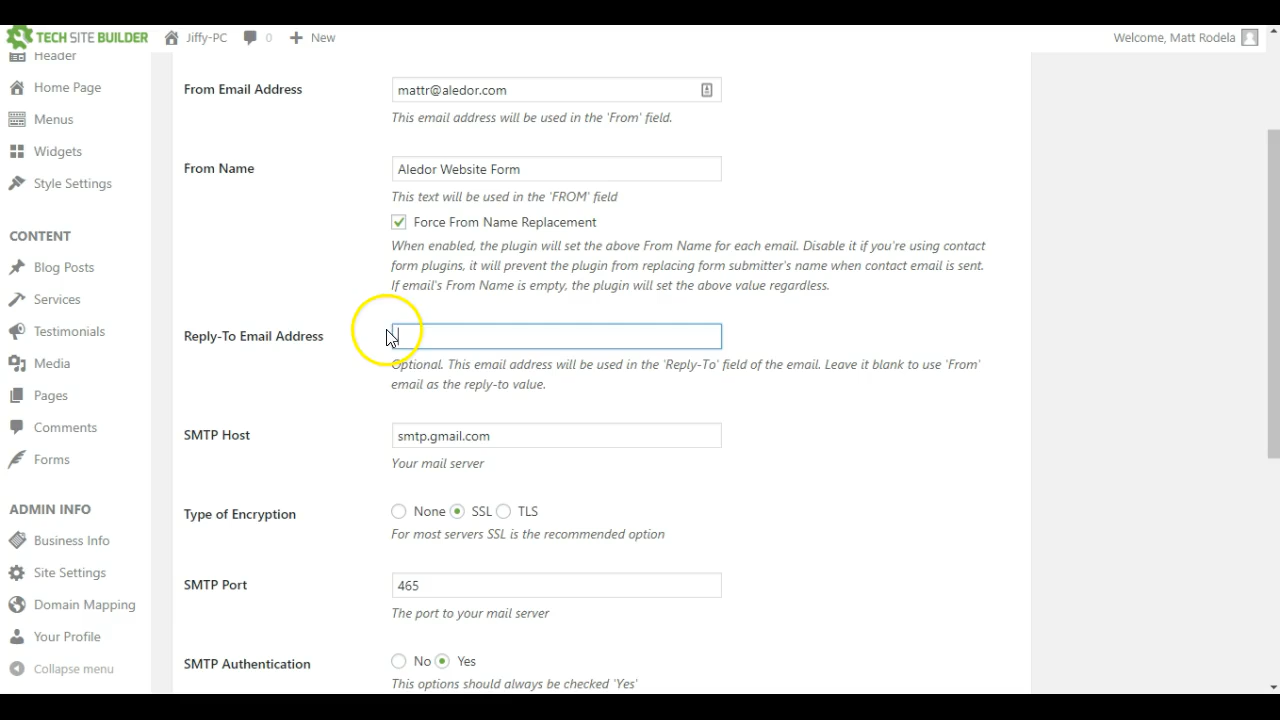 TECH SITE BUILDER Jiffy-PC 0 New Welcome, Matt Rodela
Header
Home Page
Menus
Widgets
Style Settings
CONTENT
Blog Posts
Services
Testimonials
Media
Pages
Comments
Forms
ADMIN INFO
Business Info
Site Settings
Domain Mapping
Your Profile
Collapse menu
From Email Address mattr@aledor.com
This email address will be used in the 'From' field.
From Name Aledor Website Form
This text will be used in the 'FROM' field
Force From Name Replacement
When enabled, the plugin will set the above From Name for each email. Disable it if you're using contact
form plugins, it will prevent the plugin from replacing form submitter's name when contact email is sent.
If email's From Name is empty, the plugin will set the above value regardless.
Reply-To Email Address
Optional. This email address will be used in the 'Reply-To' field of the email. Leave it blank to use 'From'
email as the reply-to value.
SMTP Host smtp.gmail.com
Your mail server
Type of Encryption None SSL TLS
For most servers SSL is the recommended option
SMTP Port 465
The port to your mail server
SMTP Authentication No Yes
This options should always be checked 'Yes'